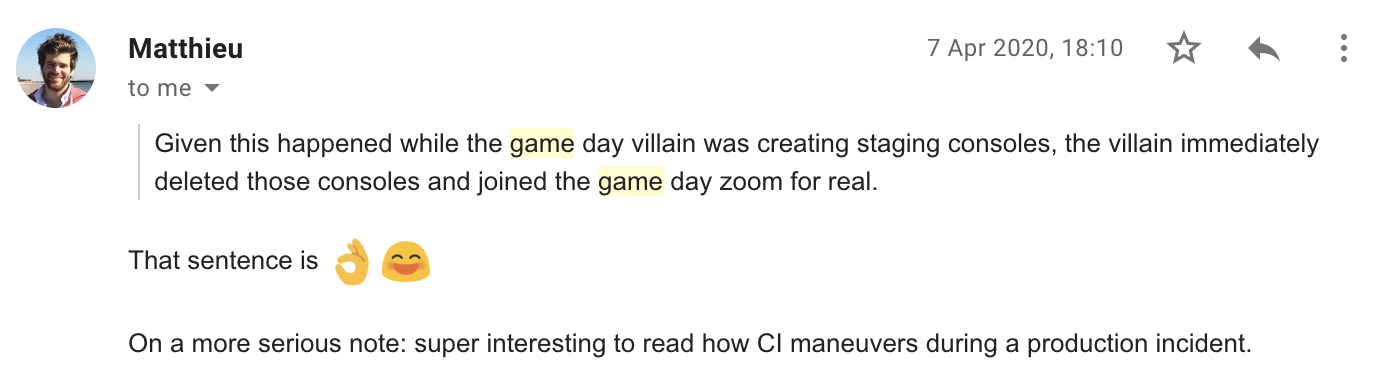 Matthieu
7 Apr 2020, 18:10
to me
Given this happened while the game day villain was creating staging consoles, the villain immediately
deleted those consoles and joined the game day zoom for real.
That sentence is 👌😄
On a more serious note: super interesting to read how CI maneuvers during a production incident.